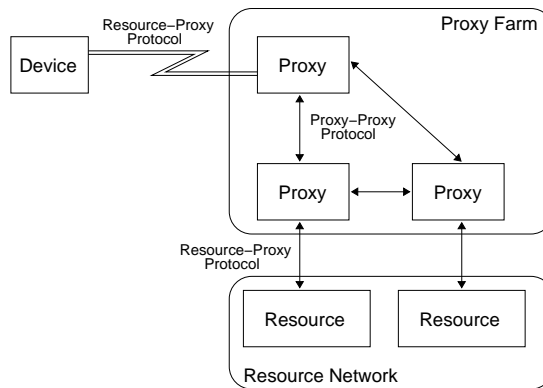 Resource–Proxy
Protocol
Proxy Farm
Device
Proxy
Proxy–Proxy
Protocol
Proxy
Proxy
Resource–Proxy
Protocol
Resource
Resource
Resource Network